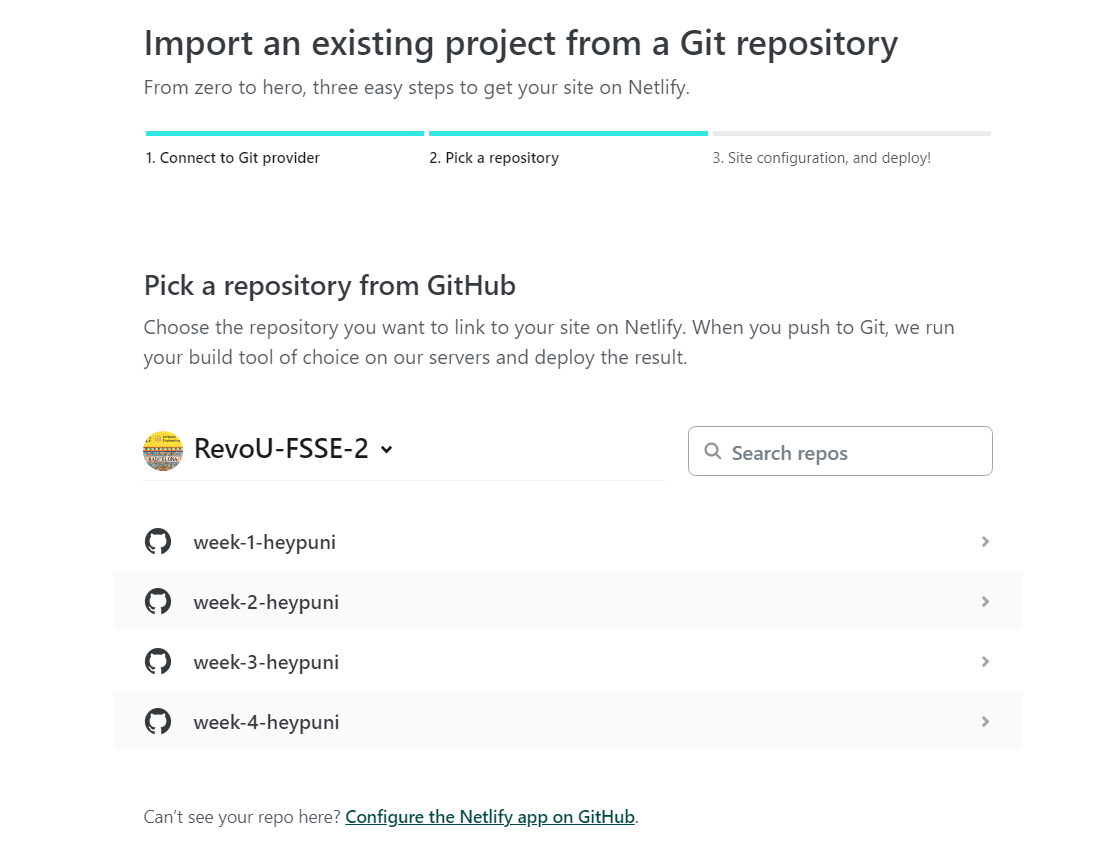 Import an existing project from a Git repository
From zero to hero, three easy steps to get your site on Netlify.
1. Connect to Git provider
2. Pick a repository
3. Site configuration, and deploy!
Pick a repository from GitHub
Choose the repository you want to link to your site on Netlify. When you push to Git, we run
your build tool of choice on our servers and deploy the result.
RevoU-FSSE-2
Search repos
week-1-heypuni
week-2-heypuni
week-3-heypuni
week-4-heypuni
Can’t see your repo here? Configure the Netlify app on GitHub.